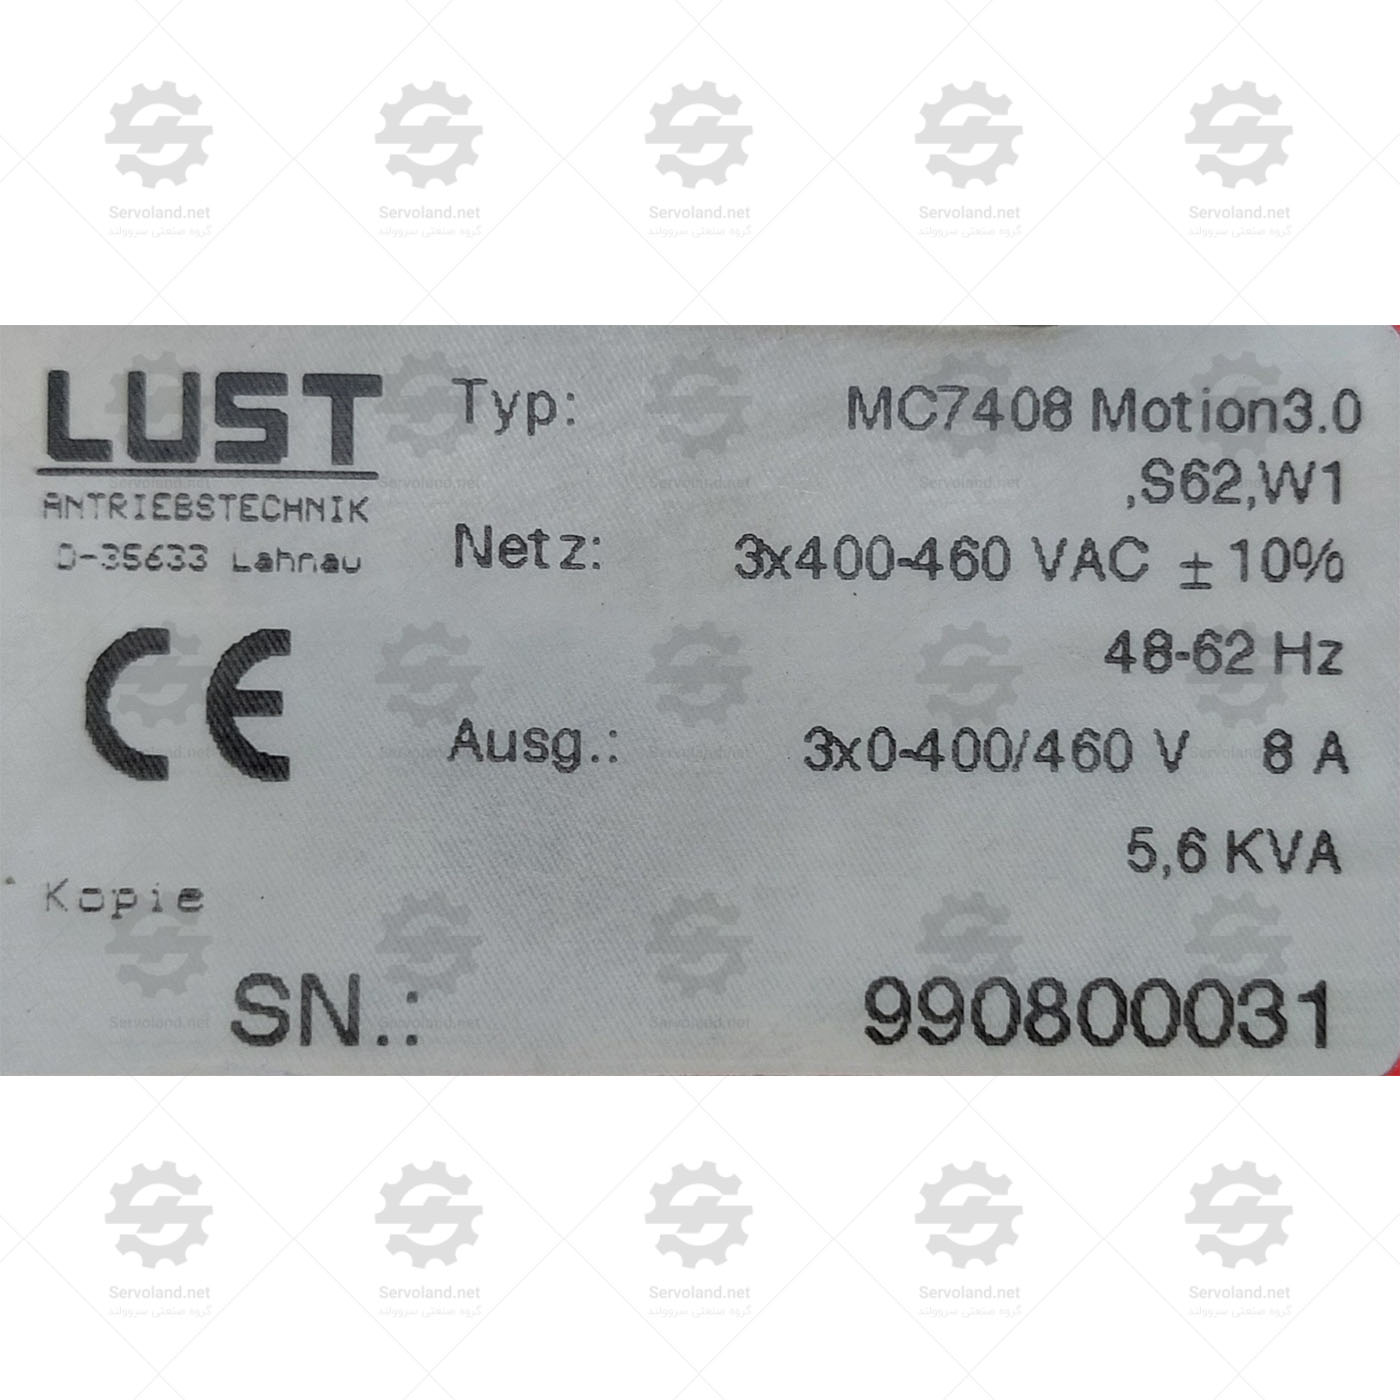 LUST
ANTRIEBSTECHNIK
D-35633 Lahnau
Typ: MC7408 Motion3.0
,S62,W1
Netz: 3x400-460 VAC ±10%
48-62 Hz
Ausg.: 3x0-400/460 V 8 A
5,6 KVA
CE
Kopie
SN.: 990800031
Servoland.net
گروه صنعتی سروولند